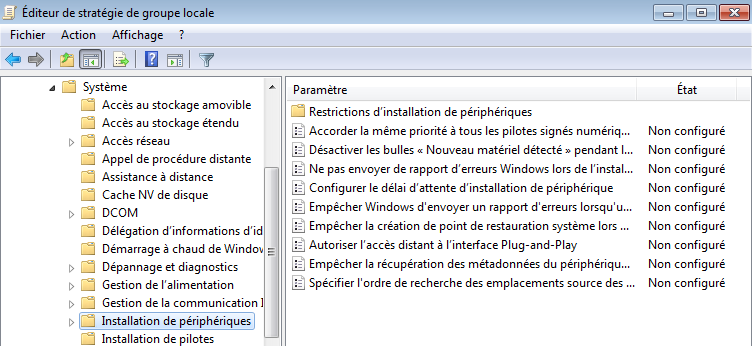 Éditeur de stratégie de groupe locale
Fichier Action Affichage ?
Système
Accès au stockage amovible
Accès au stockage étendu
Accès réseau
Appel de procédure distante
Assistance à distance
Cache NV de disque
DCOM
Délégation d'informations d'id
Démarrage à chaud de Window
Dépannage et diagnostics
Gestion de l'alimentation
Gestion de la communication I
Installation de périphériques
Installation de pilotes
Paramètre État
Restrictions d'installation de périphériques
Accorder la même priorité à tous les pilotes signés numériq... Non configuré
Désactiver les bulles « Nouveau matériel détecté » pendant l... Non configuré
Ne pas envoyer de rapport d'erreurs Windows lors de l'instal... Non configuré
Configurer le délai d'attente d'installation de périphérique Non configuré
Empêcher Windows d'envoyer un rapport d'erreurs lorsqu'u... Non configuré
Empêcher la création de point de restauration système lors ... Non configuré
Autoriser l'accès distant à l'interface Plug-and-Play Non configuré
Empêcher la récupération des métadonnées du périphériqu... Non configuré
Spécifier l'ordre de recherche des emplacements source des ... Non configuré